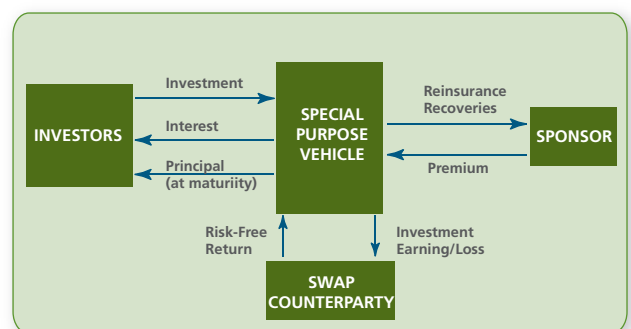 Investment
Reinsurance
Recoveries
INVESTORS
Interest
SPECIAL
PURPOSE
VEHICLE
SPONSOR
Principal
(at maturiity)
Premium
Risk-Free
Return
Investment
Earning/Loss
SWAP
COUNTERPARTY